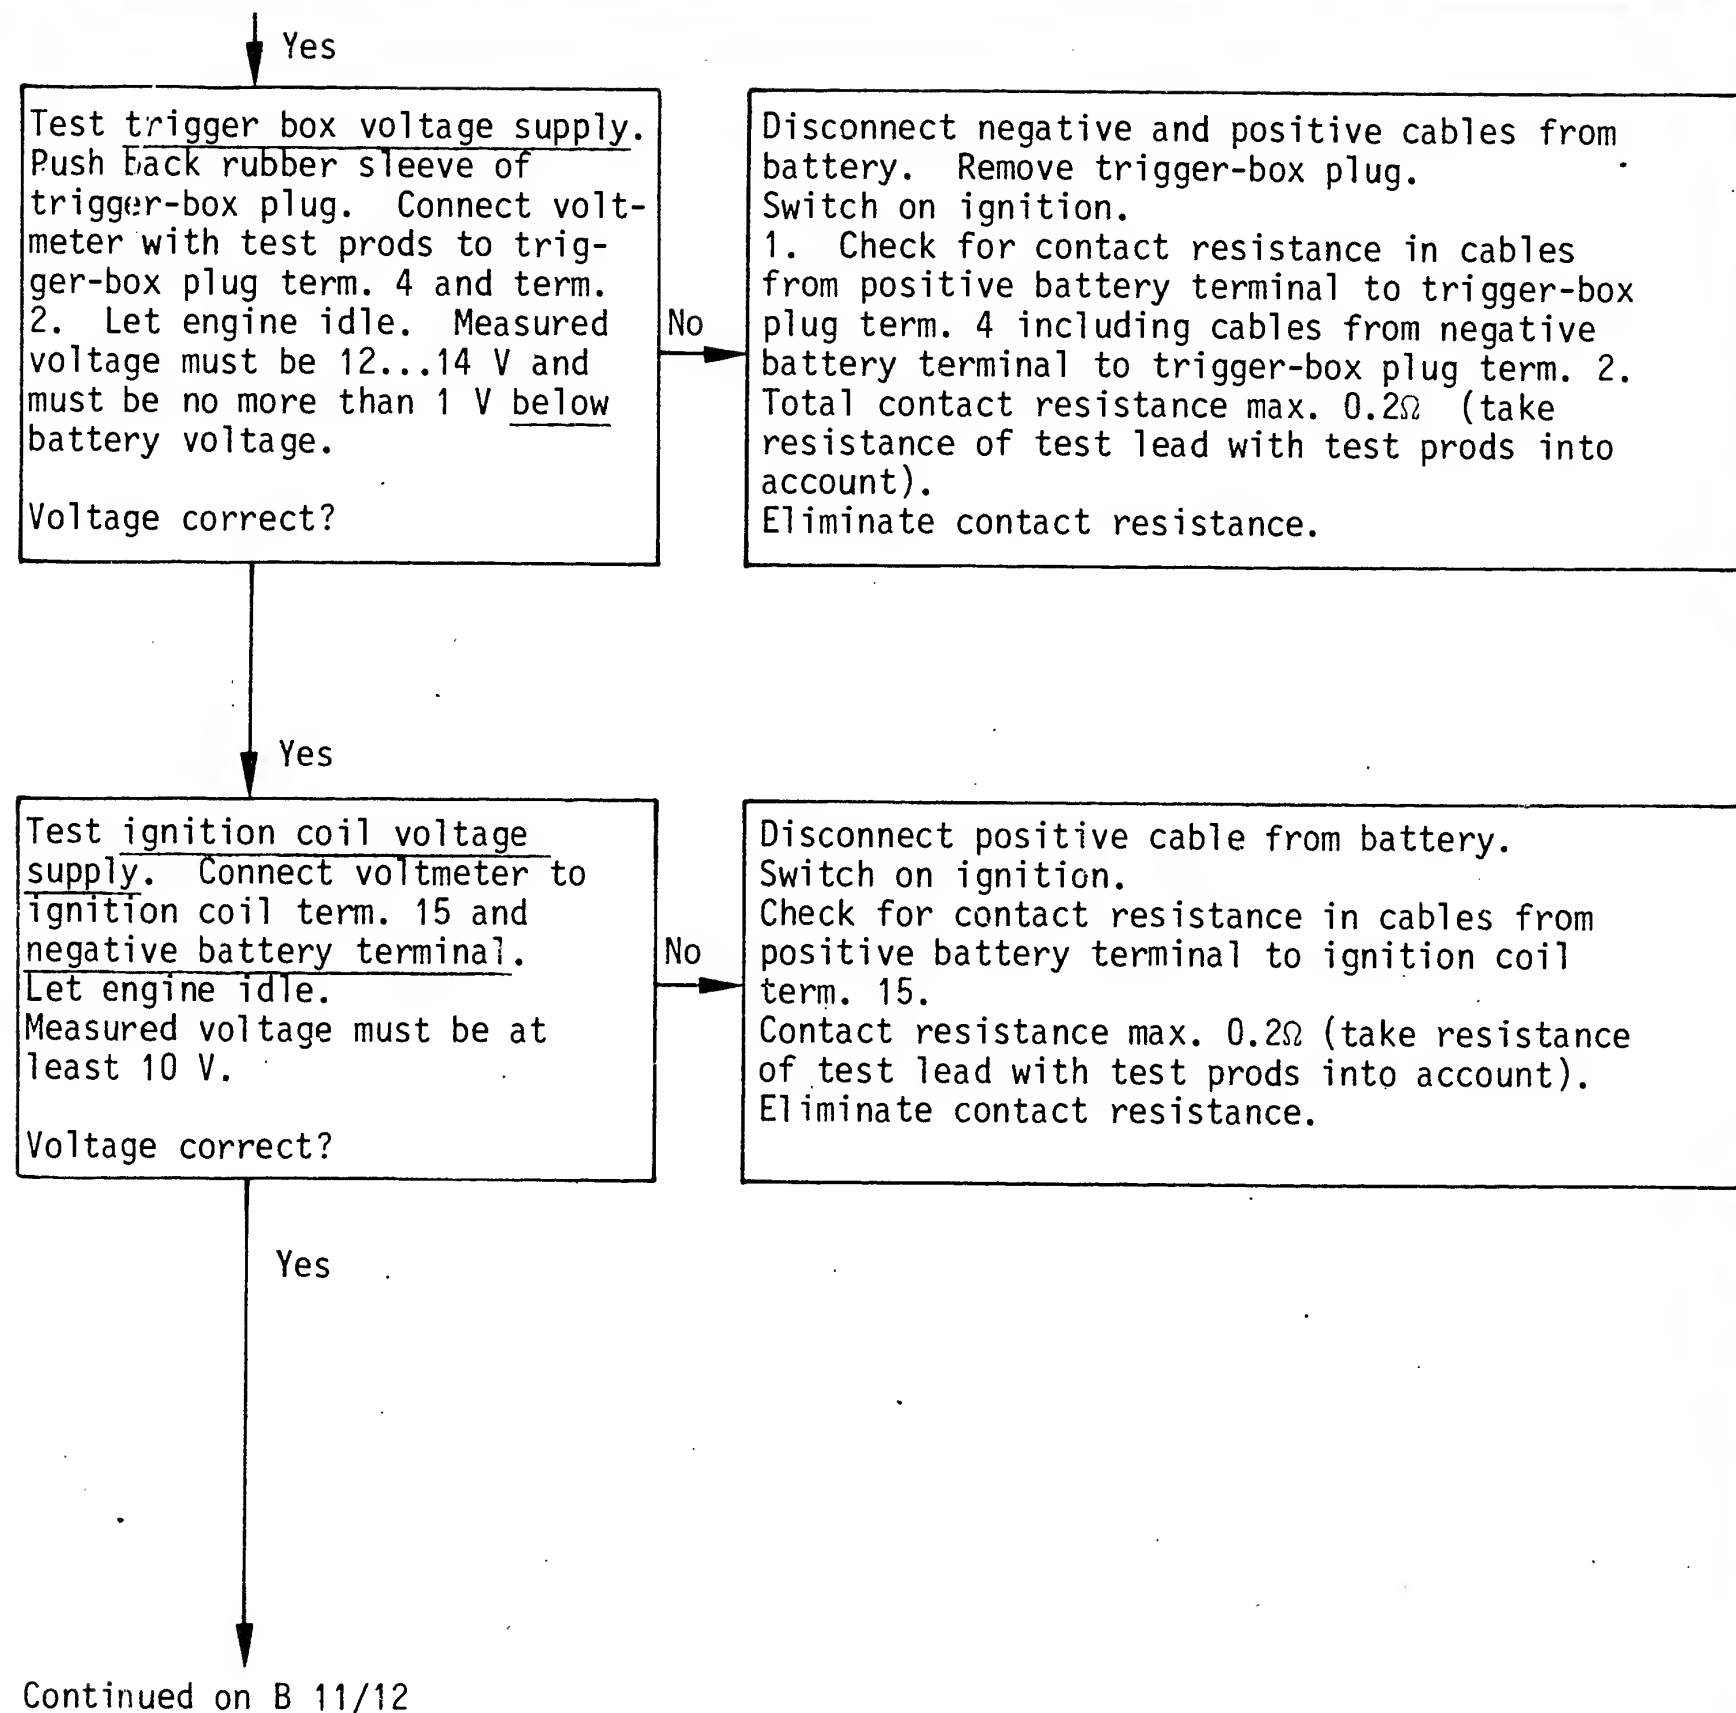 Yes
Test trigger box voltage supply.
Push back rubber sleeve of
trigger-box plug. Connect volt-
meter with test prods to trig-
ger-box plug term. 4 and term.
2. Let engine idle. Measured
voltage must be 12...14 V and
must be no more than 1 V below
battery voltage.
Voltage correct?
No
Disconnect negative and positive cables from
battery. Remove trigger-box plug.
Switch on ignition.
1. Check for contact resistance in cables
from positive battery terminal to trigger-box
plug term. 4 including cables from negative
battery terminal to trigger-box plug term. 2.
Total contact resistance max. 0.2Ω (take
resistance of test lead with test prods into
account).
Eliminate contact resistance.
Yes
Test ignition coil voltage
supply. Connect voltmeter to
ignition coil term. 15 and
negative battery terminal.
Let engine idle.
Measured voltage must be at
least 10 V.
Voltage correct?
No
Disconnect positive cable from battery.
Switch on ignition.
Check for contact resistance in cables from
positive battery terminal to ignition coil
term. 15.
Contact resistance max. 0.2Ω (take resistance
of test lead with test prods into account).
Eliminate contact resistance.
Yes
Continued on B 11/12